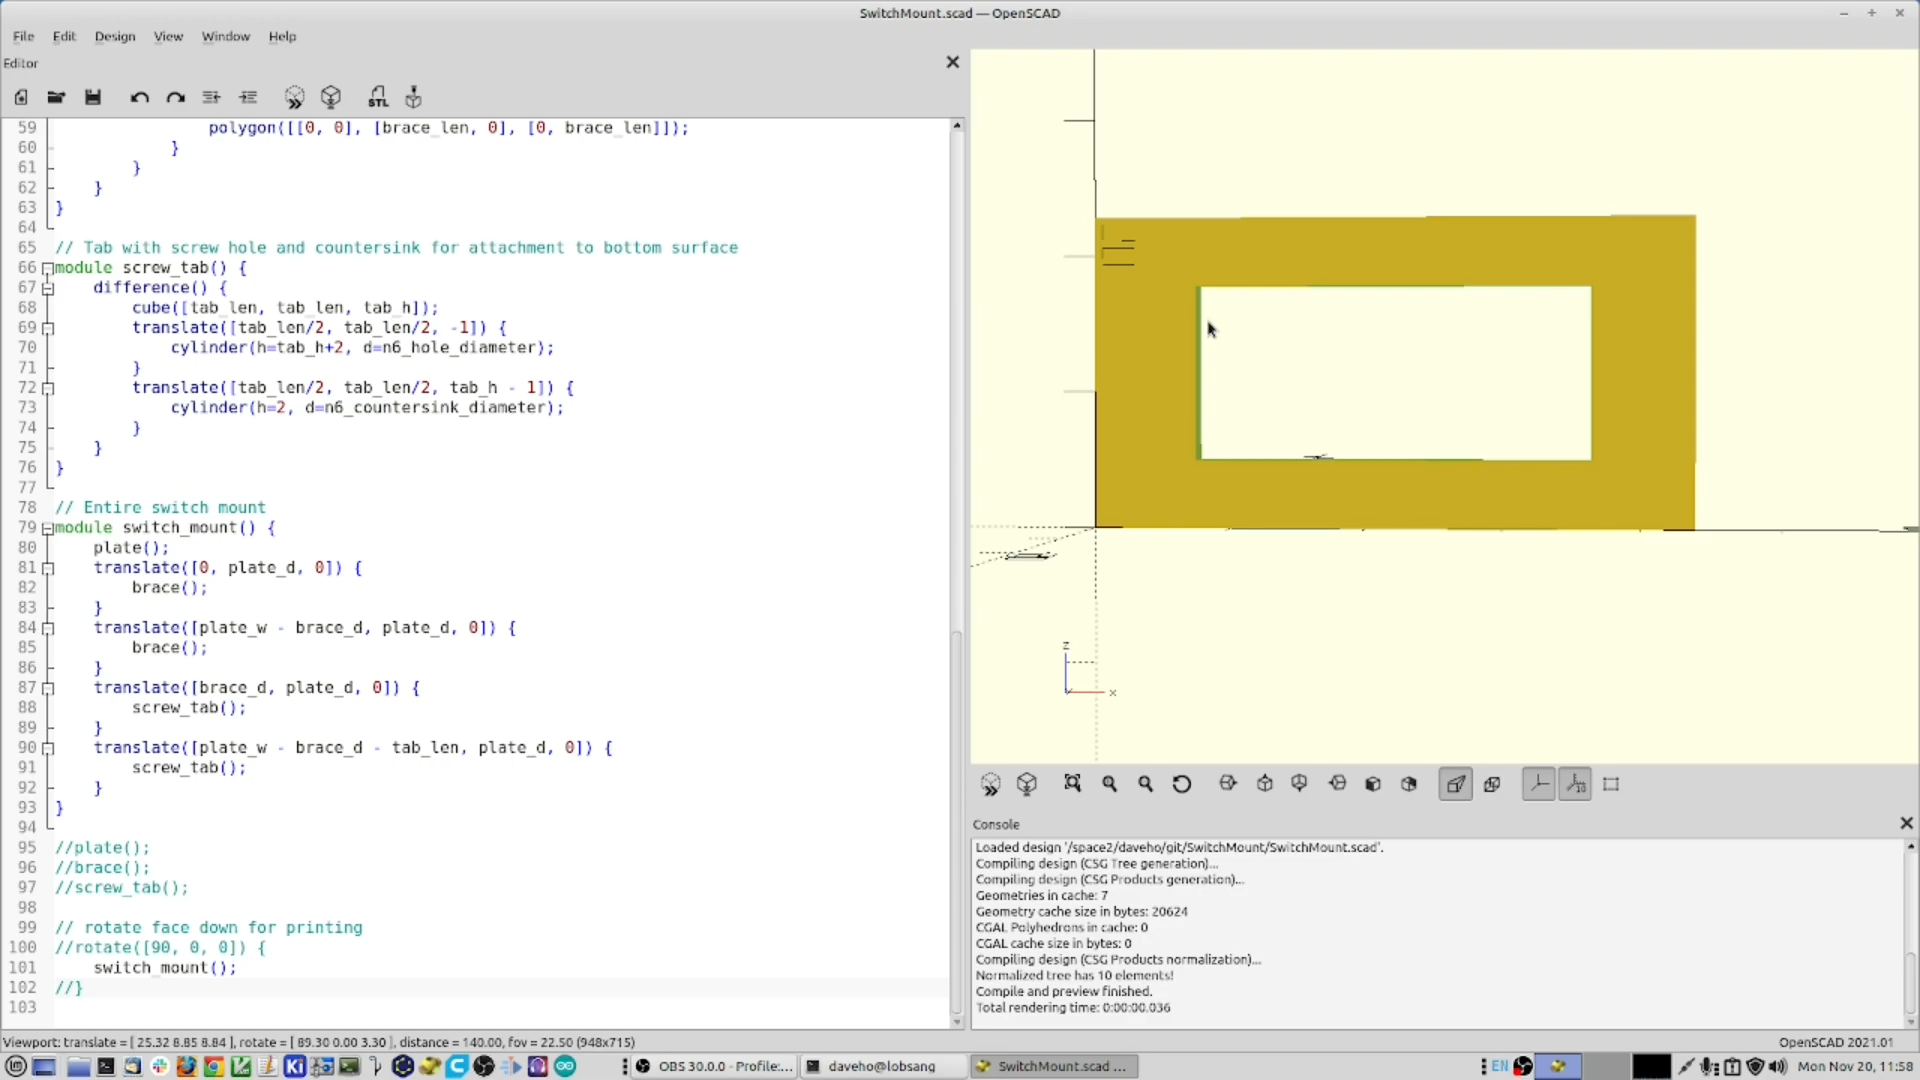 SwitchMount.scad — OpenSCAD
File Edit Design View Window Help
Editor
STL
59 polygon([[0, 0], [brace_len, 0], [0, brace_len]]);
60 }
61 }
62 }
63 }
64
65 // Tab with screw hole and countersink for attachment to bottom surface
66 module screw_tab() {
67 difference() {
68 cube([tab_len, tab_len, tab_h]);
69 translate([tab_len/2, tab_len/2, -1]) {
70 cylinder(h=tab_h+2, d=n6_hole_diameter);
71 }
72 translate([tab_len/2, tab_len/2, tab_h - 1]) {
73 cylinder(h=2, d=n6_countersink_diameter);
74 }
75 }
76 }
77
78 // Entire switch mount
79 module switch_mount() {
80 plate();
81 translate([0, plate_d, 0]) {
82 brace();
83 }
84 translate([plate_w - brace_d, plate_d, 0]) {
85 brace();
86 }
87 translate([brace_d, plate_d, 0]) {
88 screw_tab();
89 }
90 translate([plate_w - brace_d - tab_len, plate_d, 0]) {
91 screw_tab();
92 }
93 }
94
95 //plate();
96 //brace();
97 //screw_tab();
98
99 // rotate face down for printing
100 //rotate([90, 0, 0]) {
101 switch_mount();
102 //}
103
z
x
Console
Loaded design '/space2/daveho/git/SwitchMount/SwitchMount.scad'.
Compiling design (CSG Tree generation)...
Compiling design (CSG Products generation)...
Geometries in cache: 7
Geometry cache size in bytes: 20624
CGAL Polyhedrons in cache: 0
CGAL cache size in bytes: 0
Compiling design (CSG Products normalization)...
Normalized tree has 10 elements!
Compile and preview finished.
Total rendering time: 0:00:00.036
Viewport: translate = [ 25.32 8.85 8.84 ], rotate = [ 89.30 0.00 3.30 ], distance = 140.00, fov = 22.50 (948x715)
OpenSCAD 2021.01
Ki
OBS 30.0.0 - Profile:...
daveho@lobsang
SwitchMount.scad ...
EN
Mon Nov 20, 11:58